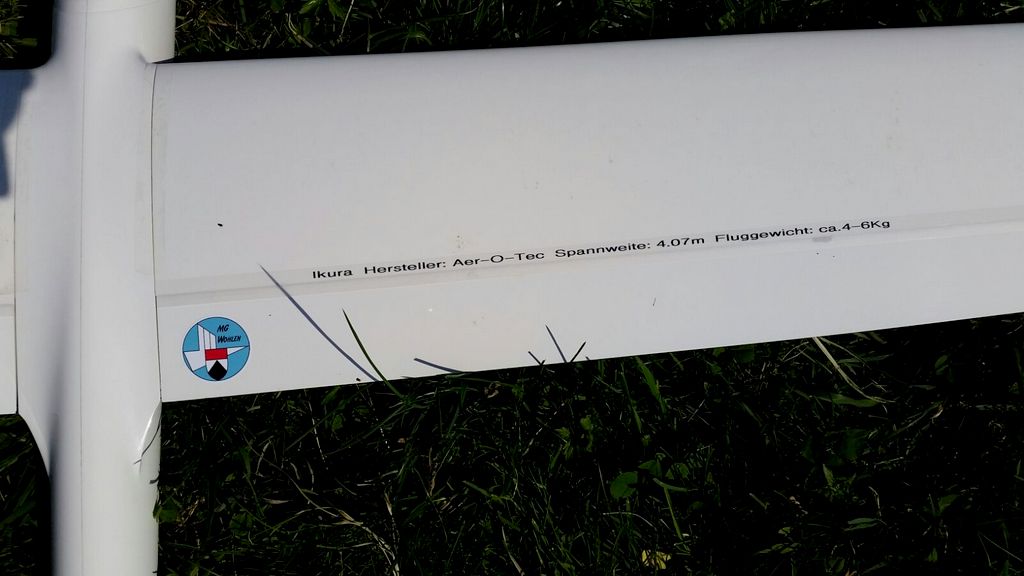 Ikura Hersteller: Aer-O-Tec Spannweite: 4.07m Fluggewicht: ca.4-6Kg
MG
WOHLEN